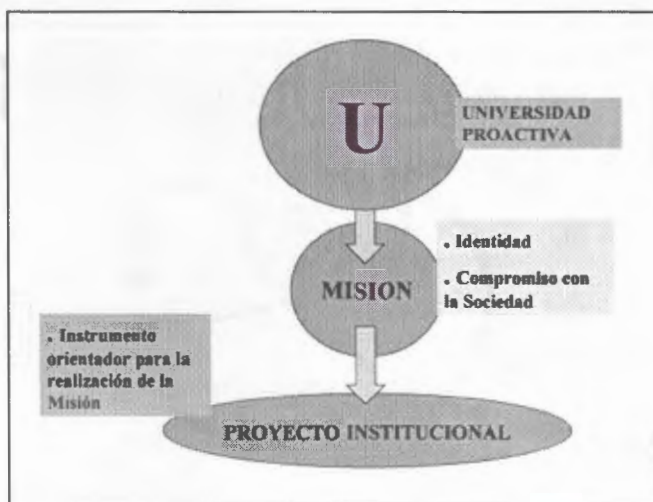 U
UNIVERSIDAD
PROACTIVA
. Identidad
. Compromiso con
la Sociedad
MISION
. Instrumento
orientador para la
realización de la
Misión
PROYECTO INSTITUCIONAL